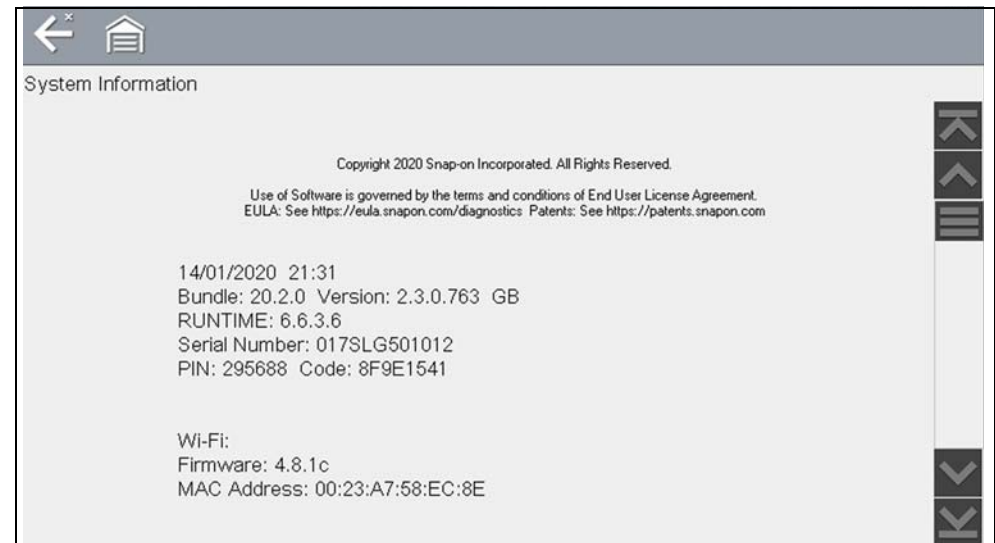 System Information
Copyright 2020 Snap-on Incorporated. All Rights Reserved.
Use of Software is governed by the terms and conditions of End User License Agreement.
EULA: See https://eula.snapon.com/diagnostics Patents: See https://patents.snapon.com
14/01/2020 21:31
Bundle: 20.2.0 Version: 2.3.0.763 GB
RUNTIME: 6.6.3.6
Serial Number: 017SLG501012
PIN: 295688 Code: 8F9E1541
Wi-Fi:
Firmware: 4.8.1c
MAC Address: 00:23:A7:58:EC:8E